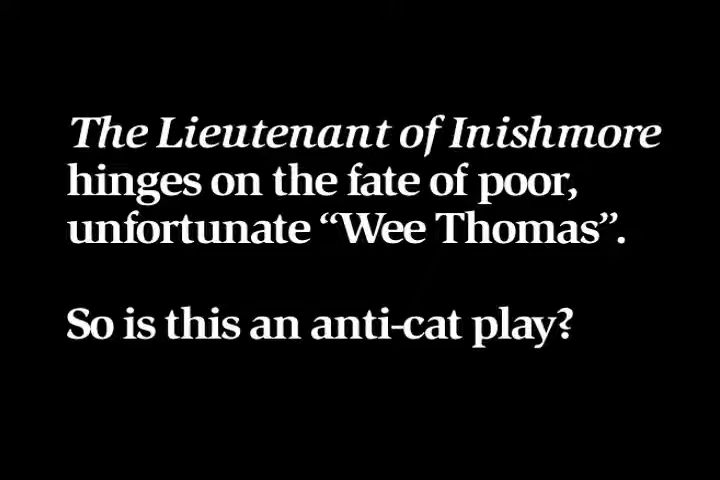 The Lieutenant of Inishmore
hinges on the fate of poor,
unfortunate “Wee Thomas”.
So is this an anti-cat play?